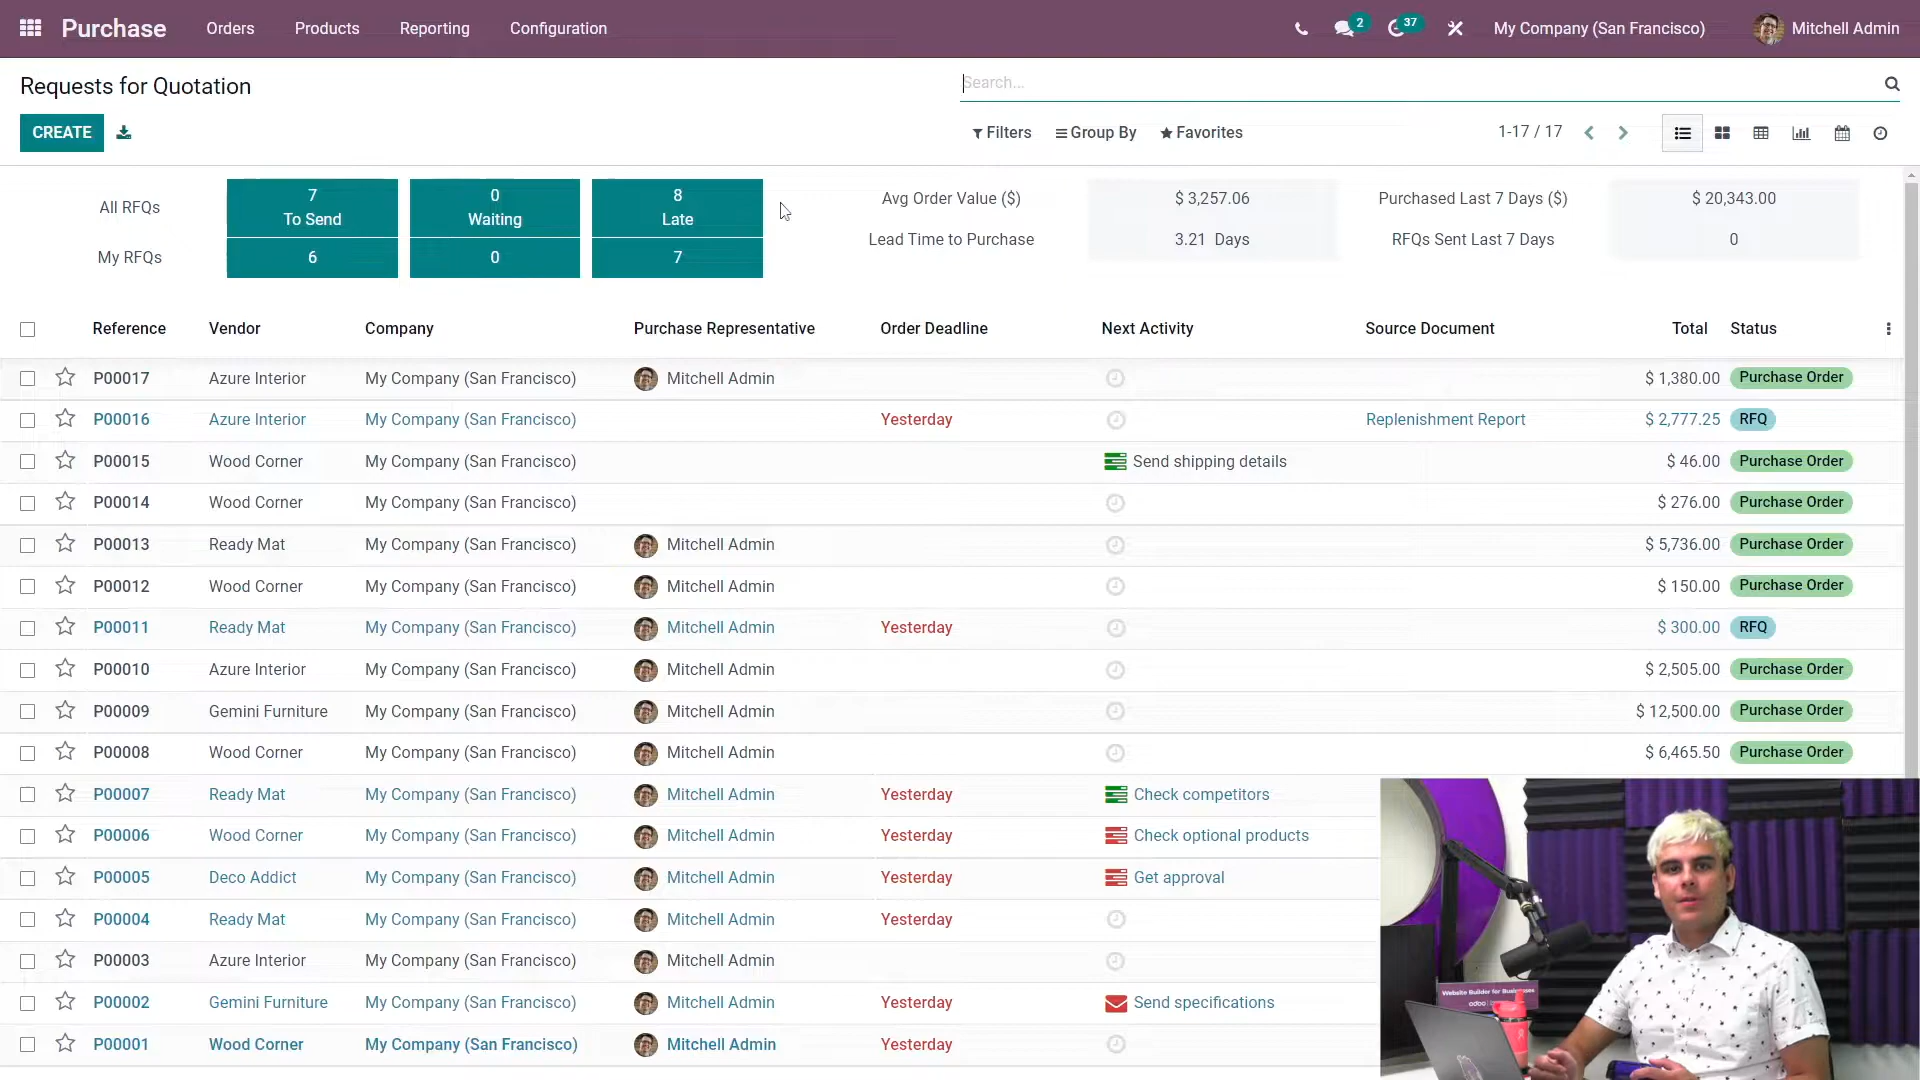 Purchase Orders Products Reporting Configuration 2 37 My Company (San Francisco) Mitchell Admin
Requests for Quotation Search...
CREATE Filters Group By Favorites 1-17 / 17
All RFQs 7 To Send 0 Waiting 8 Late Avg Order Value ($) $ 3,257.06 Purchased Last 7 Days ($) $ 20,343.00
Lead Time to Purchase 3.21 Days RFQs Sent Last 7 Days 0
My RFQs 6 0 7
Reference Vendor Company Purchase Representative Order Deadline Next Activity Source Document Total Status
P00017 Azure Interior My Company (San Francisco) Mitchell Admin $ 1,380.00 Purchase Order
P00016 Azure Interior My Company (San Francisco) Yesterday Replenishment Report $ 2,777.25 RFQ
P00015 Wood Corner My Company (San Francisco) Send shipping details $ 46.00 Purchase Order
P00014 Wood Corner My Company (San Francisco) $ 276.00 Purchase Order
P00013 Ready Mat My Company (San Francisco) Mitchell Admin $ 5,736.00 Purchase Order
P00012 Wood Corner My Company (San Francisco) Mitchell Admin $ 150.00 Purchase Order
P00011 Ready Mat My Company (San Francisco) Mitchell Admin Yesterday $ 300.00 RFQ
P00010 Azure Interior My Company (San Francisco) Mitchell Admin $ 2,505.00 Purchase Order
P00009 Gemini Furniture My Company (San Francisco) Mitchell Admin $ 12,500.00 Purchase Order
P00008 Wood Corner My Company (San Francisco) Mitchell Admin $ 6,465.50 Purchase Order
P00007 Ready Mat My Company (San Francisco) Mitchell Admin Yesterday Check competitors
P00006 Wood Corner My Company (San Francisco) Mitchell Admin Yesterday Check optional products
P00005 Deco Addict My Company (San Francisco) Mitchell Admin Yesterday Get approval
P00004 Ready Mat My Company (San Francisco) Mitchell Admin Yesterday
P00003 Azure Interior My Company (San Francisco) Mitchell Admin
P00002 Gemini Furniture My Company (San Francisco) Mitchell Admin Yesterday Send specifications
P00001 Wood Corner My Company (San Francisco) Mitchell Admin Yesterday
Website Builder for Businesses
odoo